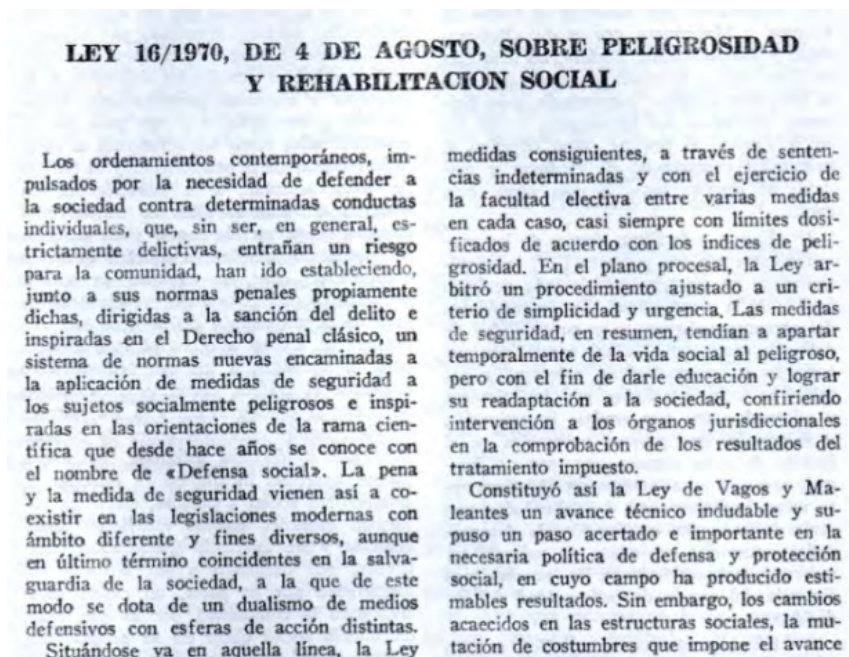 LEY 16/1970, DE 4 DE AGOSTO, SOBRE PELIGROSIDAD
Y REHABILITACION SOCIAL
Los ordenamientos contemporáneos, im-
pulsados por la necesidad de defender a
la sociedad contra determinadas conductas
individuales, que, sin ser, en general, es-
trictamente delictivas, entrañan un riesgo
para la comunidad, han ido estableciendo,
junto a sus normas penales propiamente
dichas, dirigidas a la sanción del delito e
inspiradas en el Derecho penal clásico, un
sistema de normas nuevas encaminadas a
la aplicación de medidas de seguridad a
los sujetos socialmente peligrosos e inspi-
radas en las orientaciones de la rama cien-
tífica que desde hace años se conoce con
el nombre de «Defensa social». La pena
y la medida de seguridad vienen así a co-
existir en las legislaciones modernas con
ámbito diferente y fines diversos, aunque
en último término coincidentes en la salva-
guardia de la sociedad, a la que de este
modo se dota de un dualismo de medios
defensivos con esferas de acción distintas.
Situándose ya en aquella línea, la Ley
medidas consiguientes, a través de senten-
cias indeterminadas y con el ejercicio de
la facultad electiva entre varias medidas
en cada caso, casi siempre con límites dosi-
ficados de acuerdo con los índices de peli-
grosidad. En el plano procesal, la Ley ar-
bitró un procedimiento ajustado a un cri-
terio de simplicidad y urgencia. Las medidas
de seguridad, en resumen, tendían a apartar
temporalmente de la vida social al peligroso,
pero con el fin de darle educación y lograr
su readaptación a la sociedad, confiriendo
intervención a los órganos jurisdiccionales
en la comprobación de los resultados del
tratamiento impuesto.
Constituyó así la Ley de Vagos y Ma-
leantes un avance técnico indudable y su-
puso un paso acertado e importante en la
necesaria política de defensa y protección
social, en cuyo campo ha producido esti-
mables resultados. Sin embargo, los cambios
acaecidos en las estructuras sociales, la mu-
tación de costumbres que impone el avance